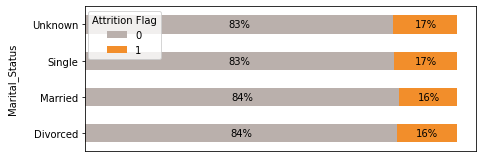 Attrition Flag
0
1
Marital_Status
Unknown 83% 17%
Single 83% 17%
Married 84% 16%
Divorced 84% 16%